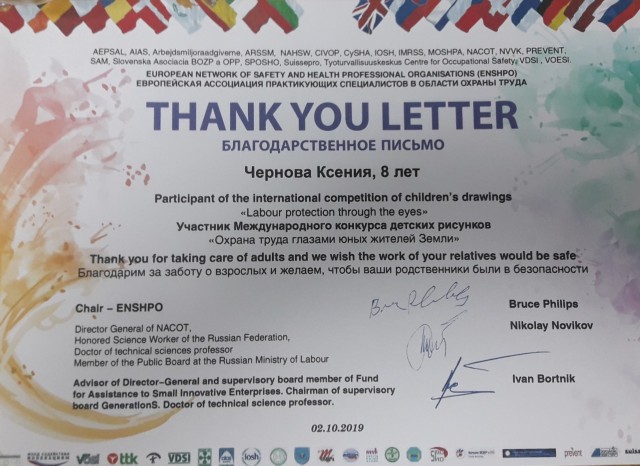 AEPSAL, AIAS, Arbejdsmiljoraadgiverne, ARSSM, NAHSW, CIVOP, CySHA, IOSH, IMRSS, MOSHPA, NACOT, NVVK, PREVENT,
SAM, Slovenska Asociacia BOZP a OPP, SPOSHO, Suissepro, Tyoturvallisuuskeskus Centre for Occupational Safety, VDSI, VOESI.
EUROPEAN NETWORK OF SAFETY AND HEALTH PROFESSIONAL ORGANISATIONS (ENSHPO)
ЕВРОПЕЙСКАЯ АССОЦИАЦИЯ ПРАКТИКУЮЩИХ СПЕЦИАЛИСТОВ В ОБЛАСТИ ОХРАНЫ ТРУДА
THANK YOU LETTER
БЛАГОДАРСТВЕННОЕ ПИСЬМО
Чернова Ксения, 8 лет
Participant of the international competition of children's drawings
«Labour protection through the eyes»
Участник Международного конкурса детских рисунков
«Охрана труда глазами юных жителей Земли»
Thank you for taking care of adults and we wish the work of your relatives would be safe
Благодарим за заботу о взрослых и желаем, чтобы ваши родственники были в безопасности
Chair – ENSHPO
Bruce Philips
Director General of NACOT,
Honored Science Worker of the Russian Federation,
Doctor of technical sciences professor
Member of the Public Board at the Russian Ministry of Labour
Nikolay Novikov
Advisor of Director–General and supervisory board member of Fund
for Assistance to Small Innovative Enterprises. Chairman of supervisory
board GenerationS. Doctor of technical science professor.
Ivan Bortnik
02.10.2019
ttk
VDSI
iosh
prevent